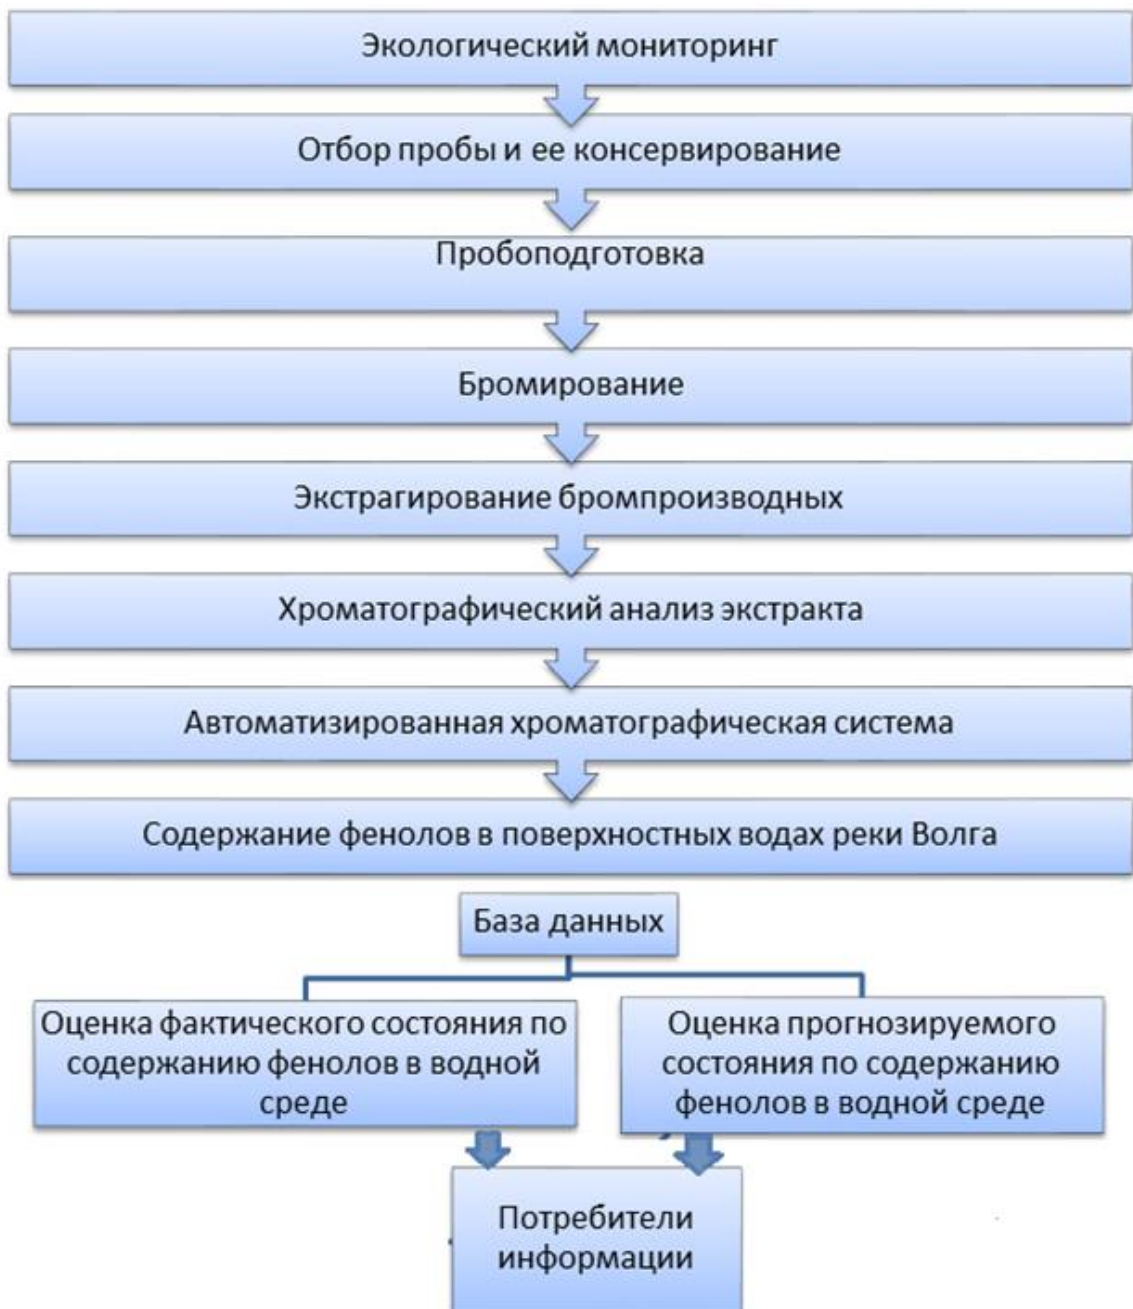 Экологический мониторинг
Отбор пробы и ее консервирование
Пробоподготовка
Бромирование
Экстрагирование бромпроизводных
Хроматографический анализ экстракта
Автоматизированная хроматографическая система
Содержание фенолов в поверхностных водах реки Волга
База данных
Оценка фактического состояния по
содержанию фенолов в водной
среде
Оценка прогнозируемого
состояния по содержанию
фенолов в водной среде
Потребители
информации